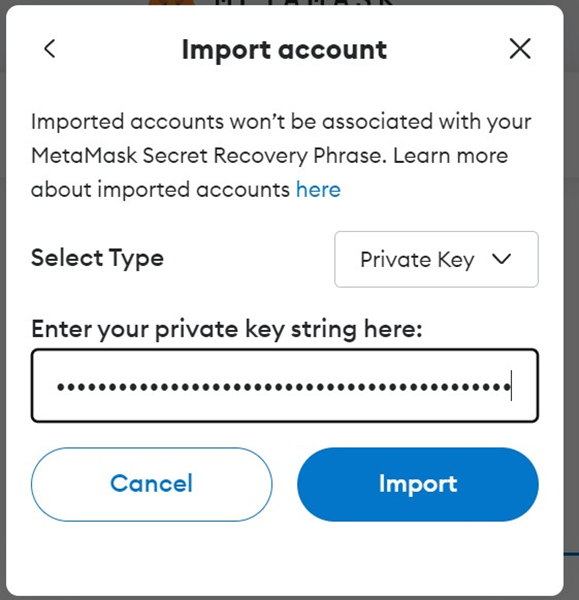 METAMASK
Import account
Imported accounts won't be associated with your
MetaMask Secret Recovery Phrase. Learn more
about imported accounts here
Select Type
Private Key
Enter your private key string here:
••••••••••••••••••••••••••••••••••••••••••••
Cancel
Import